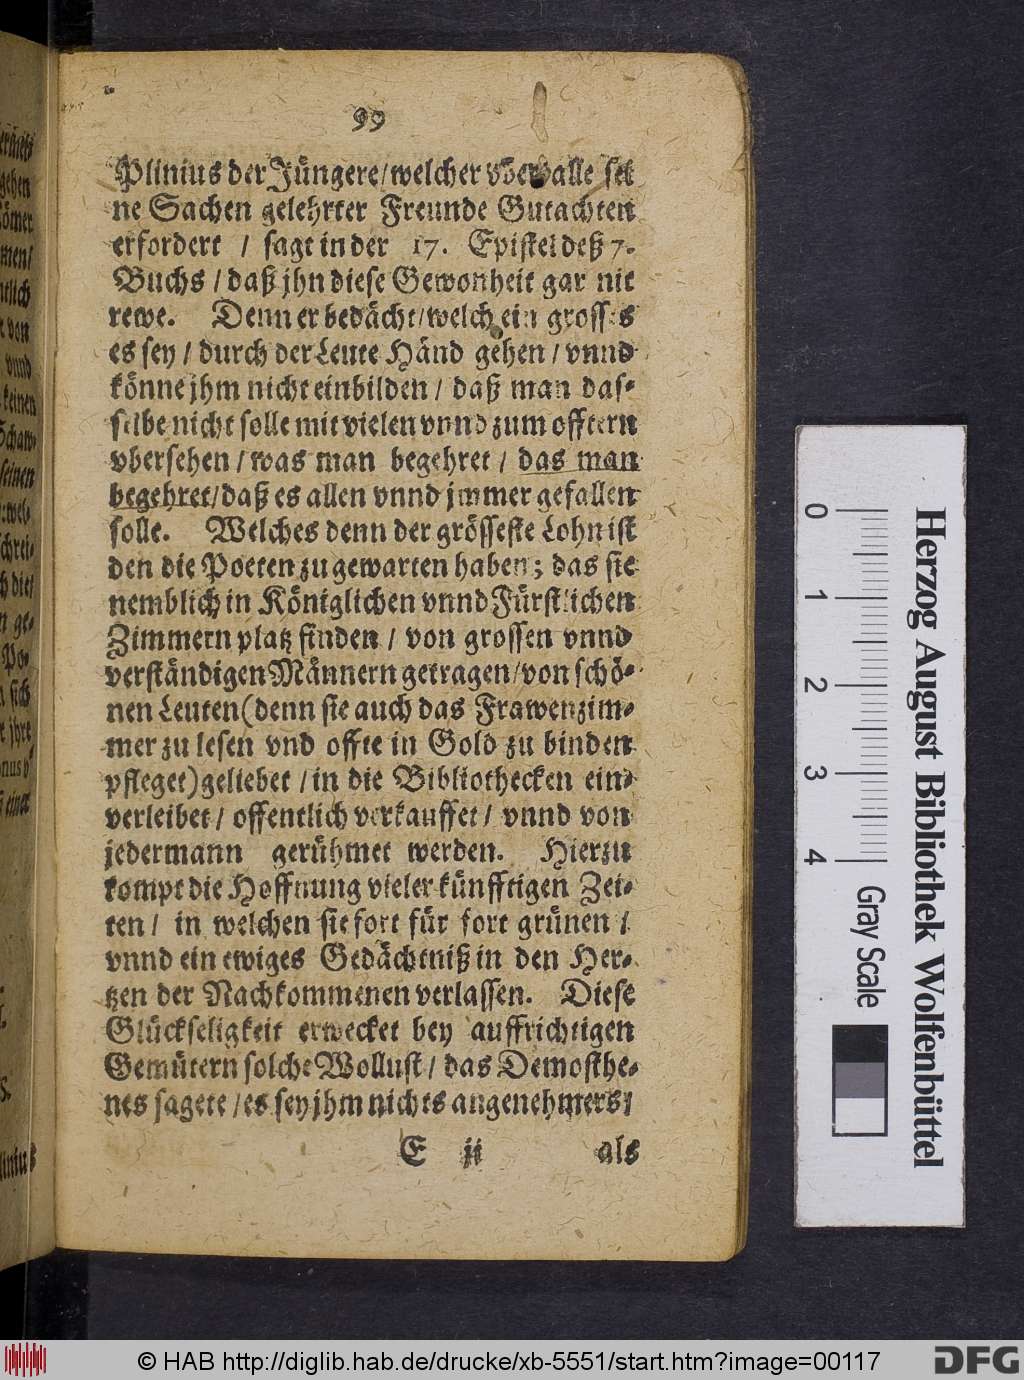 99
Plinius der Jüngere/welcher vber alle sei
ne Sachen gelehrter Freunde Gutachten
erfordert / sagt in der 17. Epistel deß 7.
Buchs / daß jhn diese Gewonheit gar nit
rewe. Denn er bedächt/welch ein grosses
es sey / durch der Leute Händ gehen / vnnd
könne jhm nicht einbilden / daß man das-
selbe nicht solle mit vielen vnnd zum offtern
vbersehen / was man begehret / das man
begehret/daß es allen vnnd jmmer gefallen
solle. Welches denn der grösseste Lohn ist
den die Poeten zu gewarten haben; das sie
nemblich in Königlichen vnnd Fürstlichen
Zimmern platz finden / von grossen vnnd
verständigen Männern getragen/von schö-
nen Leuten(denn sie auch das Frawenzim-
mer zu lesen vnd offte in Gold zu binden
pfleget)geliebet / in die Bibliothecken ein-
verleibet / offentlich verkauffet / vnnd von
jedermann gerühmet werden. Hierzu
kompt die Hoffnung vieler künfftigen Zei-
ten / in welchen sie fort für fort grünen /
vnnd ein ewiges Gedächtniß in den Her-
tzen der Nachkommenen verlassen. Diese
Glückseligkeit erwecket bey auffrichtigen
Gemütern solche Wollust / das Demosthe-
nes sagete / es sey jhm nichts angenehmers/
E ij als
Herzog August Bibliothek Wolfenbüttel
0 1 2 3 4 Gray Scale
© HAB http://diglib.hab.de/drucke/xb-5551/start.htm?image=00117
DFG